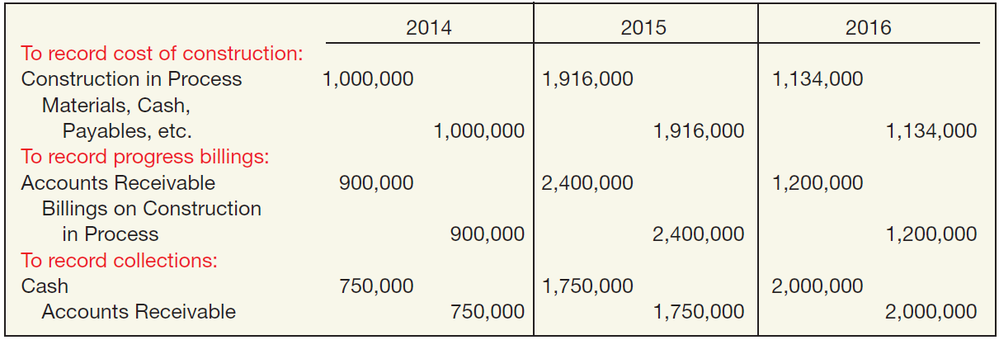 2014 2015 2016
To record cost of construction:
Construction in Process 1,000,000 1,916,000 1,134,000
Materials, Cash,
Payables, etc. 1,000,000 1,916,000 1,134,000
To record progress billings:
Accounts Receivable 900,000 2,400,000 1,200,000
Billings on Construction
in Process 900,000 2,400,000 1,200,000
To record collections:
Cash 750,000 1,750,000 2,000,000
Accounts Receivable 750,000 1,750,000 2,000,000